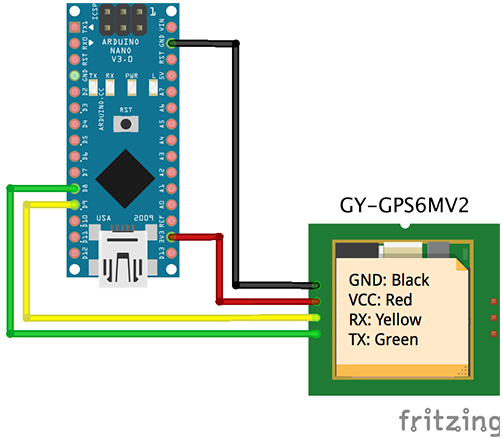 ICSP
1
TX1
RX0
RST
GND
D2
D3
D4
D5
D6
D7
D8
D9
D10
D11
D12
ARDUINO
NANO
V3.0
TX
RX
PWR
L
RST
ARDUINO.CC
USA
2009
VIN
GND
RST
5V
A7
A6
A5
A4
A3
A2
A1
A0
REF
3V3
D13
GY-GPS6MV2
GND: Black
VCC: Red
RX: Yellow
TX: Green
fritzing